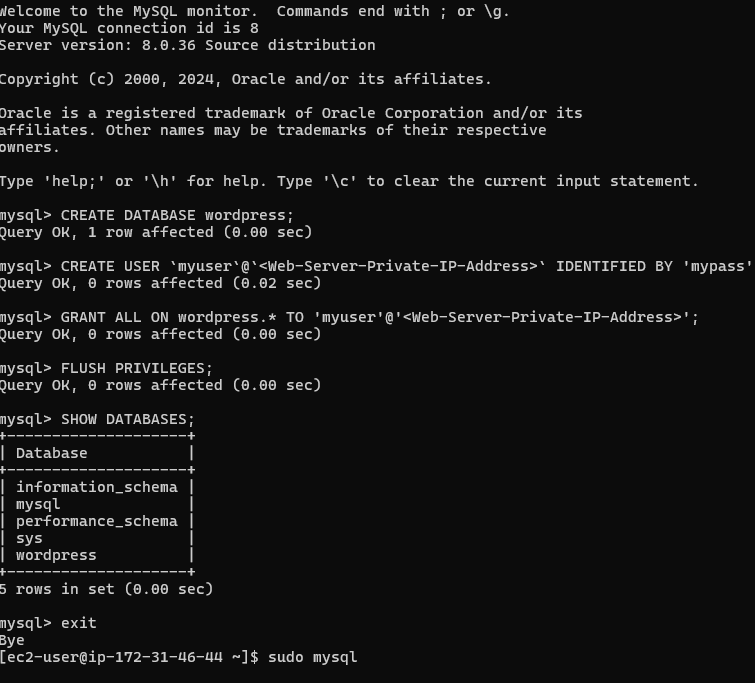 Welcome to the MySQL monitor.  Commands end with ; or \g.
Your MySQL connection id is 8
Server version: 8.0.36 Source distribution

Copyright (c) 2000, 2024, Oracle and/or its affiliates.

Oracle is a registered trademark of Oracle Corporation and/or its
affiliates. Other names may be trademarks of their respective
owners.

Type 'help;' or '\h' for help. Type '\c' to clear the current input statement.

mysql> CREATE DATABASE wordpress;
Query OK, 1 row affected (0.00 sec)

mysql> CREATE USER `myuser`@`<Web-Server-Private-IP-Address>` IDENTIFIED BY 'mypass'
Query OK, 0 rows affected (0.02 sec)

mysql> GRANT ALL ON wordpress.* TO 'myuser'@'<Web-Server-Private-IP-Address>';
Query OK, 0 rows affected (0.00 sec)

mysql> FLUSH PRIVILEGES;
Query OK, 0 rows affected (0.00 sec)

mysql> SHOW DATABASES;
+--------------------+
| Database           |
+--------------------+
| information_schema |
| mysql              |
| performance_schema |
| sys                |
| wordpress          |
+--------------------+
5 rows in set (0.00 sec)

mysql> exit
Bye
[ec2-user@ip-172-31-46-44 ~]$ sudo mysql